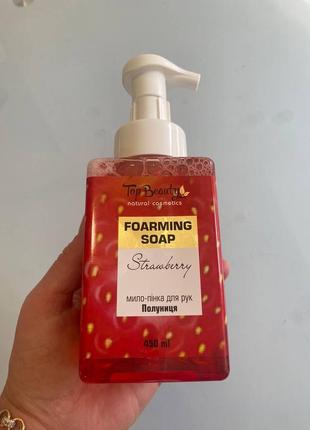 Top Beauty
natural cosmetics
FOARMING
SOAP
Strawberry
мило-пінка для рук
Полуниця
450 ml